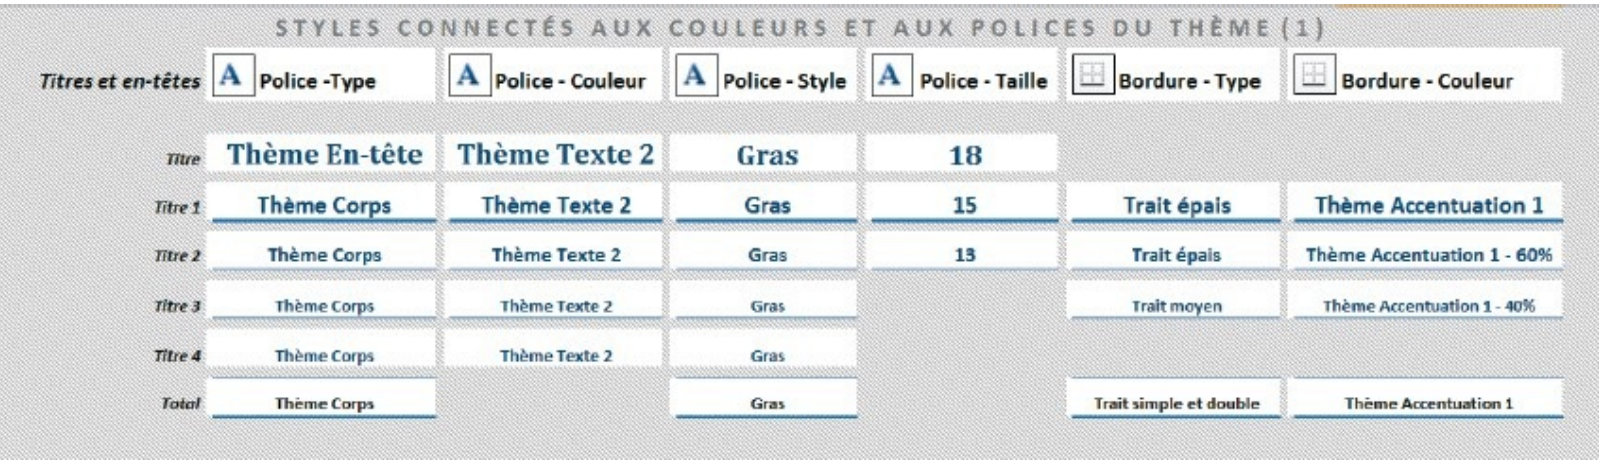 STYLES CONNECTÉS AUX COULEURS ET AUX POLICES DU THÈME (1)
Titres et en-têtes A Police -Type A Police - Couleur A Police - Style A Police - Taille Bordure - Type Bordure - Couleur
Titre Thème En-tête Thème Texte 2 Gras 18
Titre 1 Thème Corps Thème Texte 2 Gras 15 Trait épais Thème Accentuation 1
Titre 2 Thème Corps Thème Texte 2 Gras 13 Trait épais Thème Accentuation 1 - 60%
Titre 3 Thème Corps Thème Texte 2 Gras Trait moyen Thème Accentuation 1 - 40%
Titre 4 Thème Corps Thème Texte 2 Gras
Total Thème Corps Gras Trait simple et double Thème Accentuation 1